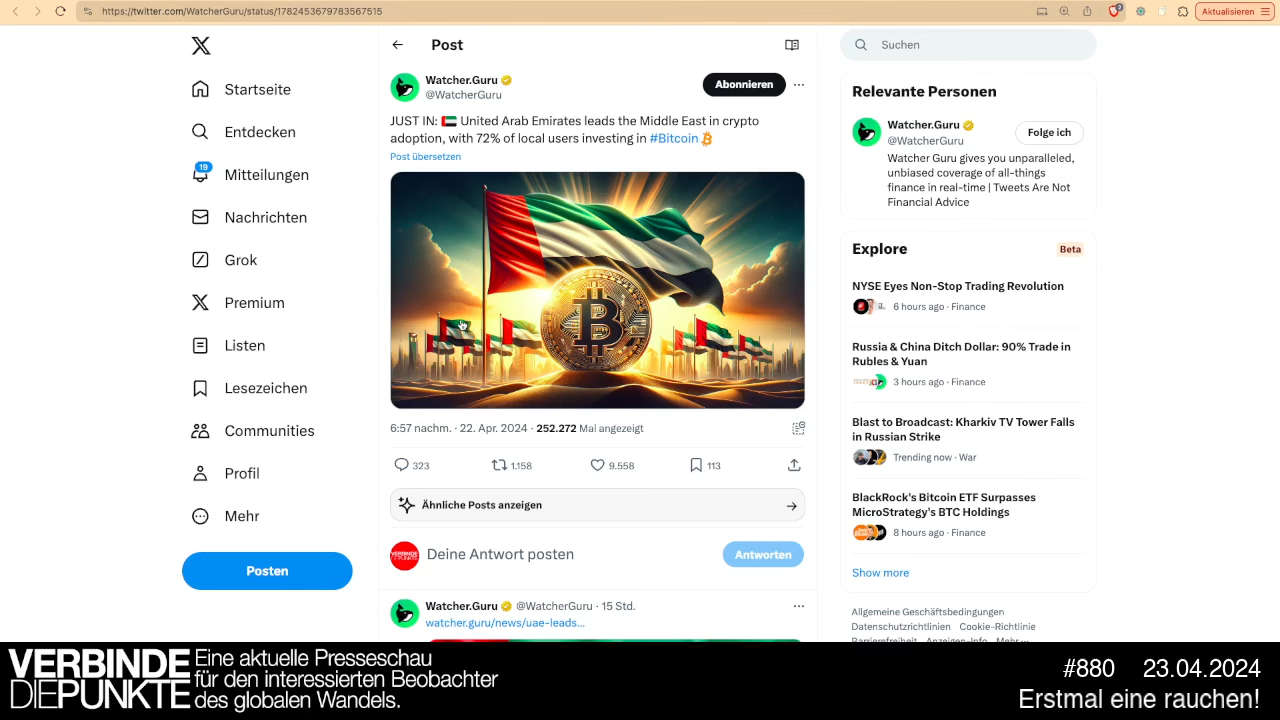 https://twitter.com/WatcherGuru/status/1782453679783567515
Aktualisieren
Startseite
Entdecken
19
Mitteilungen
Nachrichten
Grok
Premium
Listen
Lesezeichen
Communities
Profil
Mehr
Posten
Post
Watcher.Guru
@WatcherGuru
Abonnieren
JUST IN: 🇦🇪 United Arab Emirates leads the Middle East in crypto
adoption, with 72% of local users investing in #Bitcoin
Post übersetzen
6:57 nachm. · 22. Apr. 2024 · 252.272 Mal angezeigt
323
1.158
9.558
113
Ähnliche Posts anzeigen
VERBINDE
DIE PUNKTE
Deine Antwort posten
Antworten
Watcher.Guru @WatcherGuru · 15 Std.
watcher.guru/news/uae-leads...
Suchen
Relevante Personen
Watcher.Guru
@WatcherGuru
Folge ich
Watcher Guru gives you unparalleled,
unbiased coverage of all-things
finance in real-time | Tweets Are Not
Financial Advice
Explore
Beta
NYSE Eyes Non-Stop Trading Revolution
6 hours ago · Finance
Russia & China Ditch Dollar: 90% Trade in
Rubles & Yuan
3 hours ago · Finance
Blast to Broadcast: Kharkiv TV Tower Falls
in Russian Strike
Trending now · War
BlackRock's Bitcoin ETF Surpasses
MicroStrategy's BTC Holdings
8 hours ago · Finance
Show more
Allgemeine Geschäftsbedingungen
Datenschutzrichtlinien Cookie-Richtlinie
Barrierefreiheit Anzeigen-Info Mehr ···
VERBINDE
DIEPUNKTE
Eine aktuelle Presseschau
für den interessierten Beobachter
des globalen Wandels.
#880 23.04.2024
Erstmal eine rauchen!